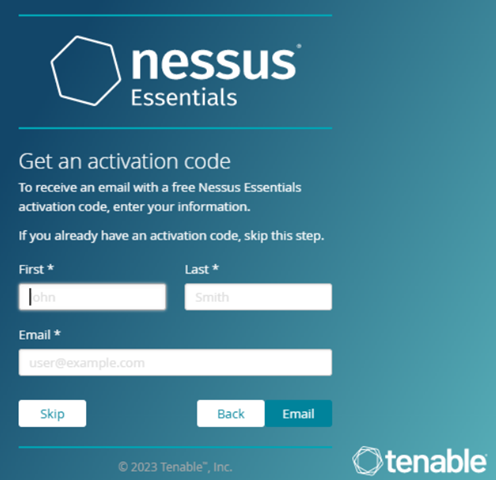 nessus®
Essentials
Get an activation code
To receive an email with a free Nessus Essentials
activation code, enter your information.
If you already have an activation code, skip this step.
First * Last *
John Smith
Email *
user@example.com
Skip Back Email
© 2023 Tenable™, Inc.
tenable®